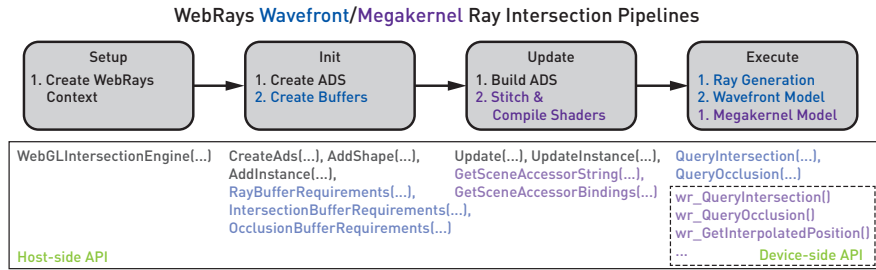 WebRays Wavefront/Megakernel Ray Intersection Pipelines
Setup
1. Create WebRays
Context
Init
1. Create ADS
2. Create Buffers
Update
1. Build ADS
2. Stitch &
Compile Shaders
Execute
1. Ray Generation
2. Wavefront Model
1. Megakernel Model
WebGLIntersectionEngine(...)
Host-side API
CreateAds(...), AddShape(...),
AddInstance(...),
RayBufferRequirements(...),
IntersectionBufferRequirements(...),
OcclusionBufferRequirements(...)
Update(...), UpdateInstance(...),
GetSceneAccessorString(...),
GetSceneAccessorBindings(...)
QueryIntersection(...),
QueryOcclusion(...)
wr_QueryIntersection()
wr_QueryOcclusion()
wr_GetInterpolatedPosition()
...
Device-side API